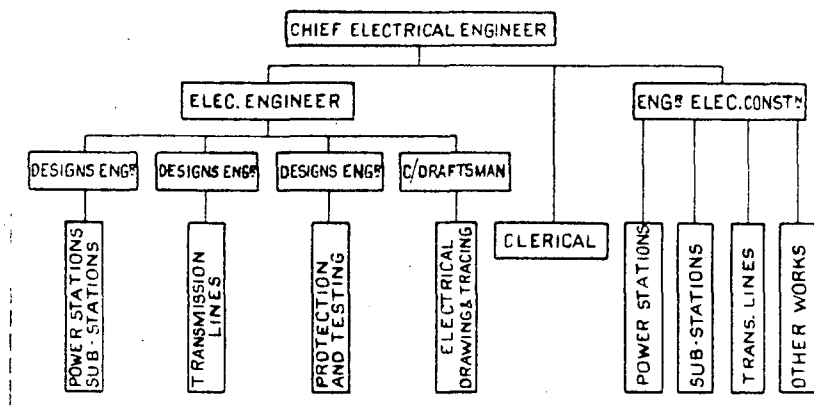 CHIEF ELECTRICAL ENGINEER
ELEC. ENGINEER
ENGR ELEC. CONSTN
DESIGNS ENGR
DESIGNS ENGR
DESIGNS ENGR
C/DRAFTSMAN
CLERICAL
POWER STATIONS
SUB-STATIONS
TRANSMISSION
LINES
PROTECTION
AND TESTING
ELECTRICAL
DRAWING & TRACING
POWER STATIONS
SUB-STATIONS
TRANS. LINES
OTHER WORKS